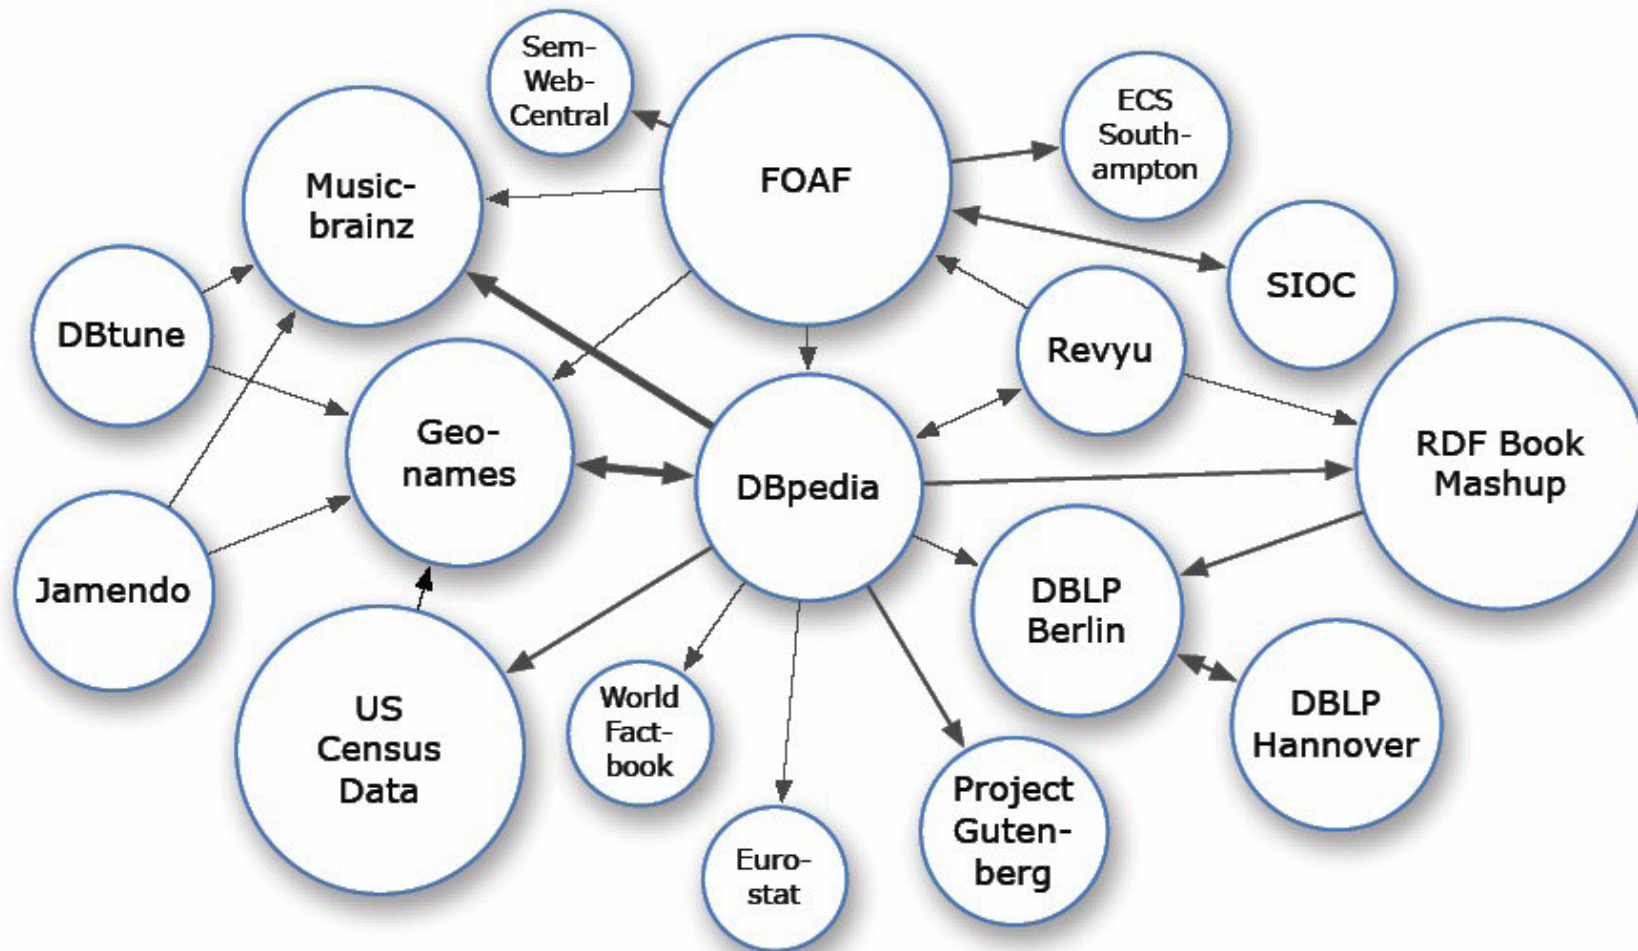 Sem-
Web-
Central
FOAF
ECS
South-
ampton
Music-
brainz
SIOC
DBtune
Revyu
Geo-
names
DBpedia
RDF Book
Mashup
Jamendo
DBLP
Berlin
US
Census
Data
World
Fact-
book
DBLP
Hannover
Project
Guten-
berg
Euro-
stat